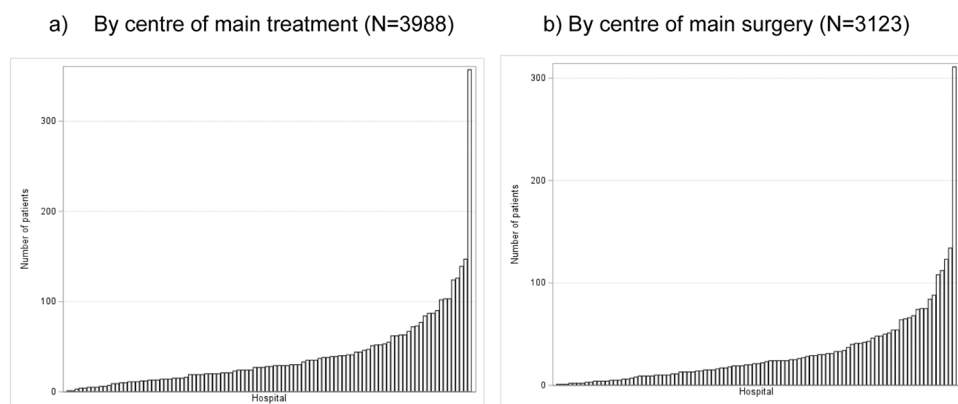 a) By centre of main treatment (N=3988)
b) By centre of main surgery (N=3123)
Number of patients
300
200
100
0
Hospital
Number of patients
300
200
100
0
Hospital